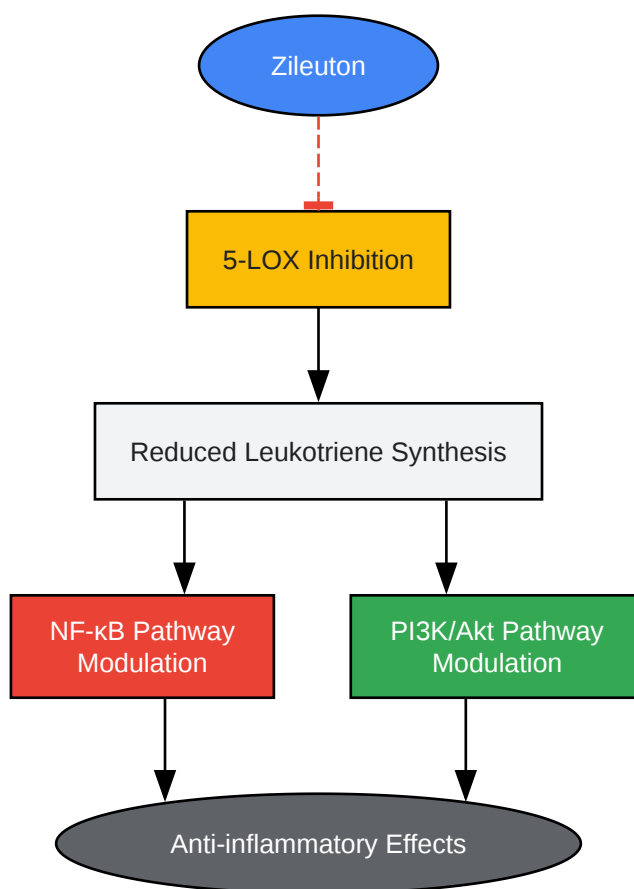 Zileuton
5-LOX Inhibition
Reduced Leukotriene Synthesis
NF-κB Pathway
Modulation
PI3K/Akt Pathway
Modulation
Anti-inflammatory Effects